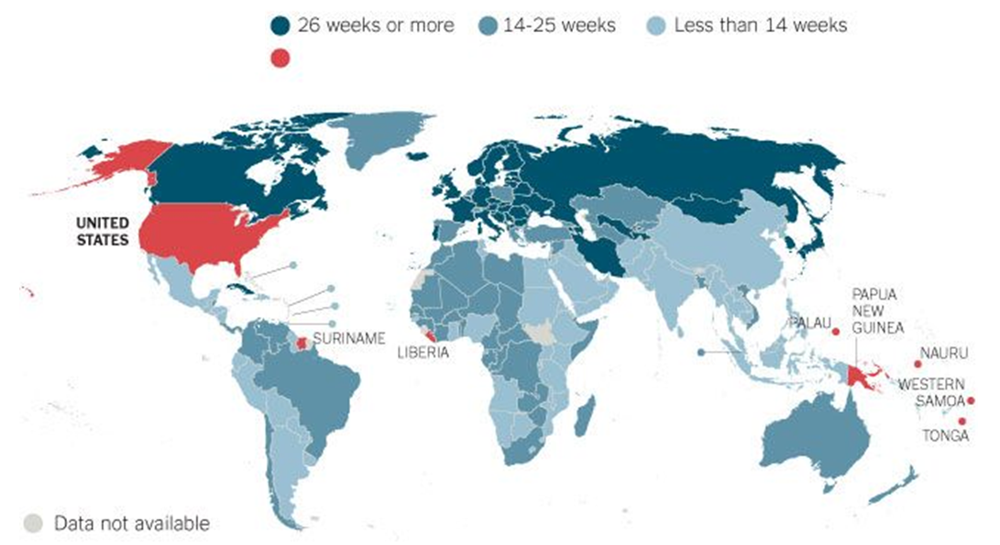 26 weeks or more
14-25 weeks
Less than 14 weeks
UNITED
STATES
SURINAME
LIBERIA
PALAU
PAPUA
NEW
GUINEA
NAURU
WESTERN
SAMOA
TONGA
Data not available